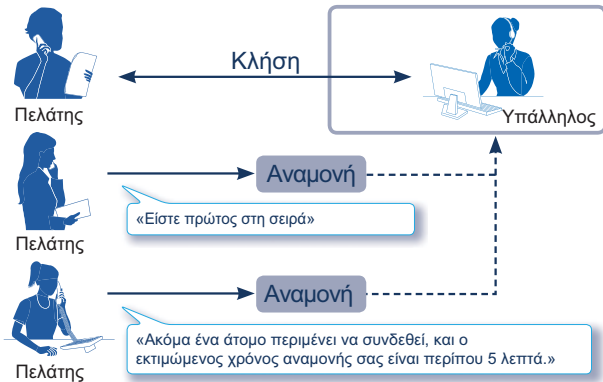 Κλήση
Πελάτης
Υπάλληλος
Αναμονή
Πελάτης
«Είστε πρώτος στη σειρά»
Αναμονή
Πελάτης
«Ακόμα ένα άτομο περιμένει να συνδεθεί, και ο
εκτιμώμενος χρόνος αναμονής σας είναι περίπου 5 λεπτά.»